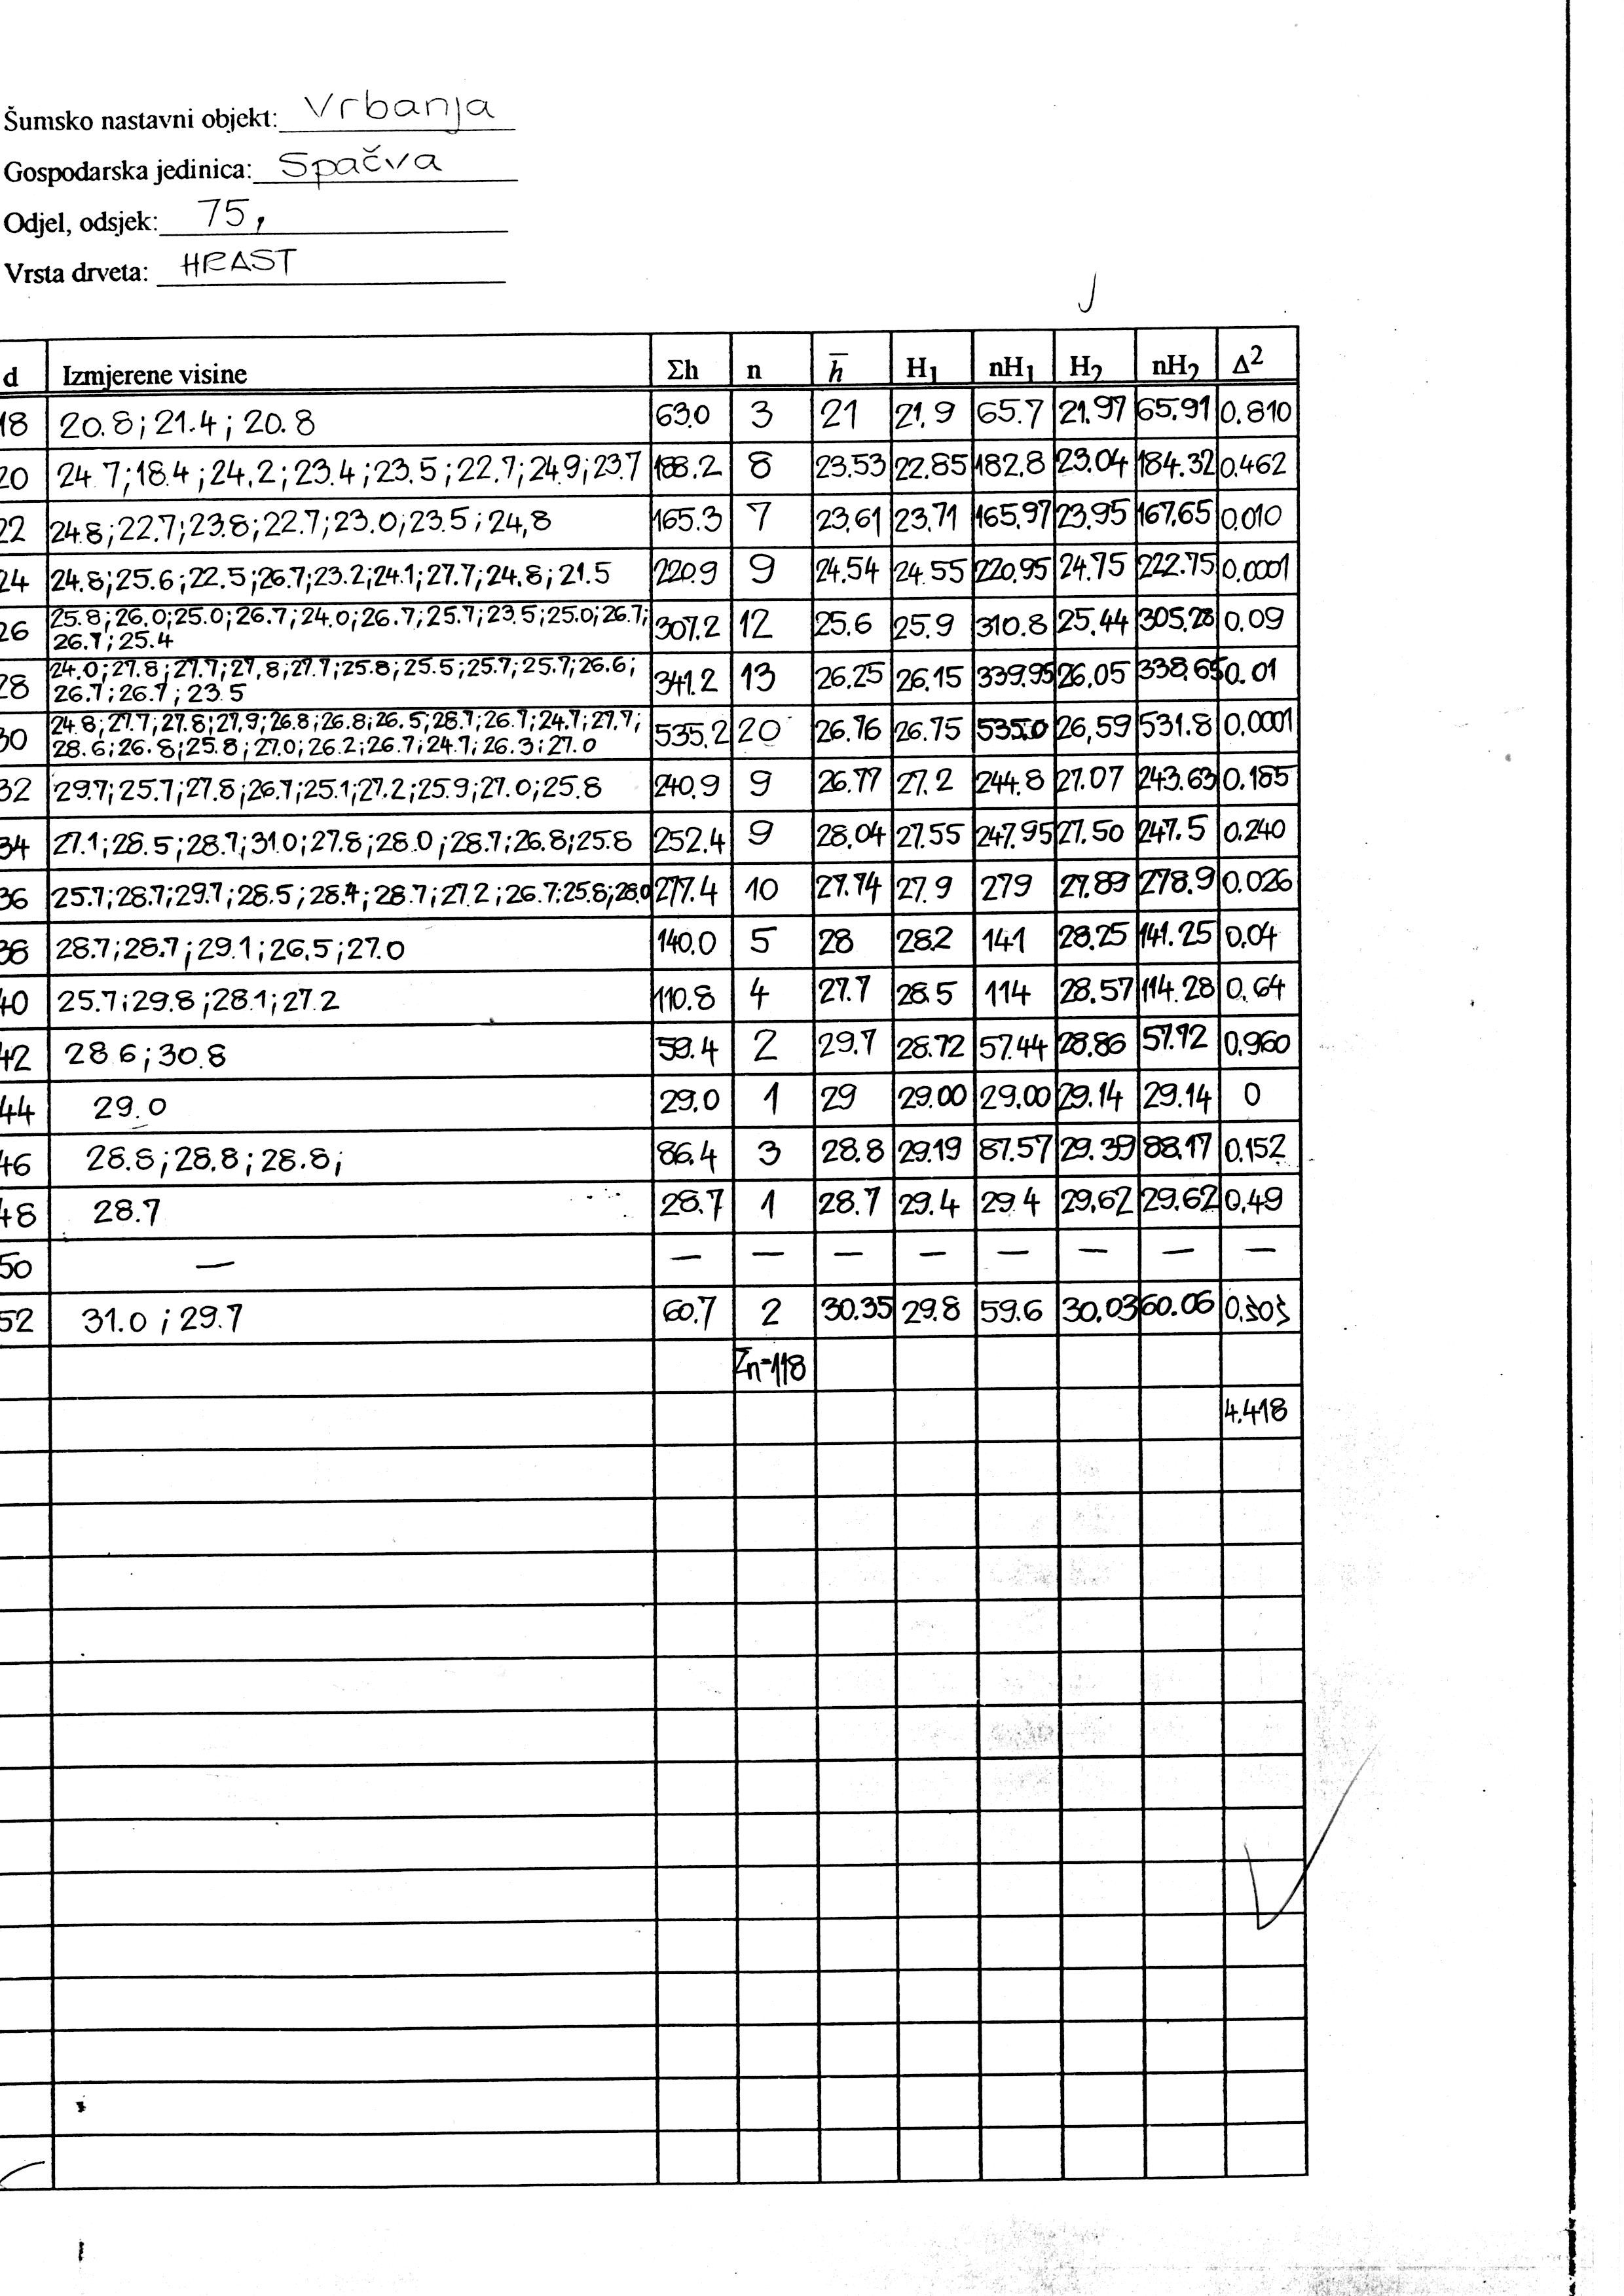 Šumsko nastavni objekt: Vrbanja
Gospodarska jedinica: Spačva
Odjel, odsjek: 75,
Vrsta drveta: HRAST
d Izmjerene visine Σh n h̅ H₁ nH₁ H₂ nH₂ Δ²
18 20.8; 21.4; 20.8 63.0 3 21 21.9 65.7 21.97 65.91 0.810
20 24.7; 18.4; 24.2; 23.4; 23.5; 22.7; 24.9; 23.7 188.2 8 23.53 22.85 182.8 23.04 184.32 0.462
22 24.8; 22.7; 23.8; 22.7; 23.0; 23.5; 24,8 165.3 7 23,61 23.71 165.97 23.95 167,65 0,010
24 24.8; 25.6; 22.5; 26.7; 23.2; 24.1; 27.7; 24.8; 21.5 220.9 9 24.54 24.55 220.95 24.75 222.75 0.0001
26 25.8; 26.0; 25.0; 26.7; 24.0; 26.7; 25.7; 23.5; 25.0; 26.7;
26.7; 25.4 307.2 12 25.6 25.9 310.8 25.44 305.28 0.09
28 24.0; 27.8; 27.7; 27,8; 27.7; 25.8; 25.5; 25.7; 25.7; 26.6;
26.7; 26.7; 23.5 341.2 13 26.25 26.15 339.95 26.05 338.65 0.01
30 24.8; 27.7; 27.8; 27.9; 26.8; 26.8; 26.5; 28.7; 26.7; 24.7; 27.7;
28.6; 26.8; 25.8; 27.0; 26.2; 26.7; 24.7; 26.3; 27.0 535.2 20 26.76 26.75 535.0 26,59 531.8 0.0001
32 29.7; 25.7; 27.8; 26.7; 25.1; 27.2; 25.9; 27.0; 25.8 240.9 9 26.77 27.2 244.8 27.07 243.63 0.185
34 27.1; 28.5; 28.7; 31.0; 27.8; 28.0; 28.7; 26.8; 25.8 252.4 9 28.04 27.55 247.95 27.50 247.5 0.240
36 25.7; 28.7; 29.7; 28.5; 28.4; 28.7; 27.2; 26.7; 25.8; 28.0 277.4 10 27.74 27.9 279 27.89 278.9 0.026
38 28.7; 28.7; 29.1; 26.5; 27.0 140.0 5 28 28.2 141 28.25 141.25 0.04
40 25.7; 29.8; 28.1; 27.2 110.8 4 27.7 28.5 114 28.57 114.28 0.64
42 28.6; 30.8 59.4 2 29.7 28.72 57.44 28.86 57.72 0.960
44 29.0 29.0 1 29 29.00 29.00 29.14 29.14 0
46 28.8; 28.8; 28.8; 86.4 3 28.8 29.19 87.57 29.39 88.17 0.152
48 28.7 28.7 1 28.7 29.4 29.4 29.62 29.62 0.49
50 — — — — — — — — —
52 31.0; 29.7 60.7 2 30.35 29.8 59.6 30.03 60.06
Σn=118
4.418